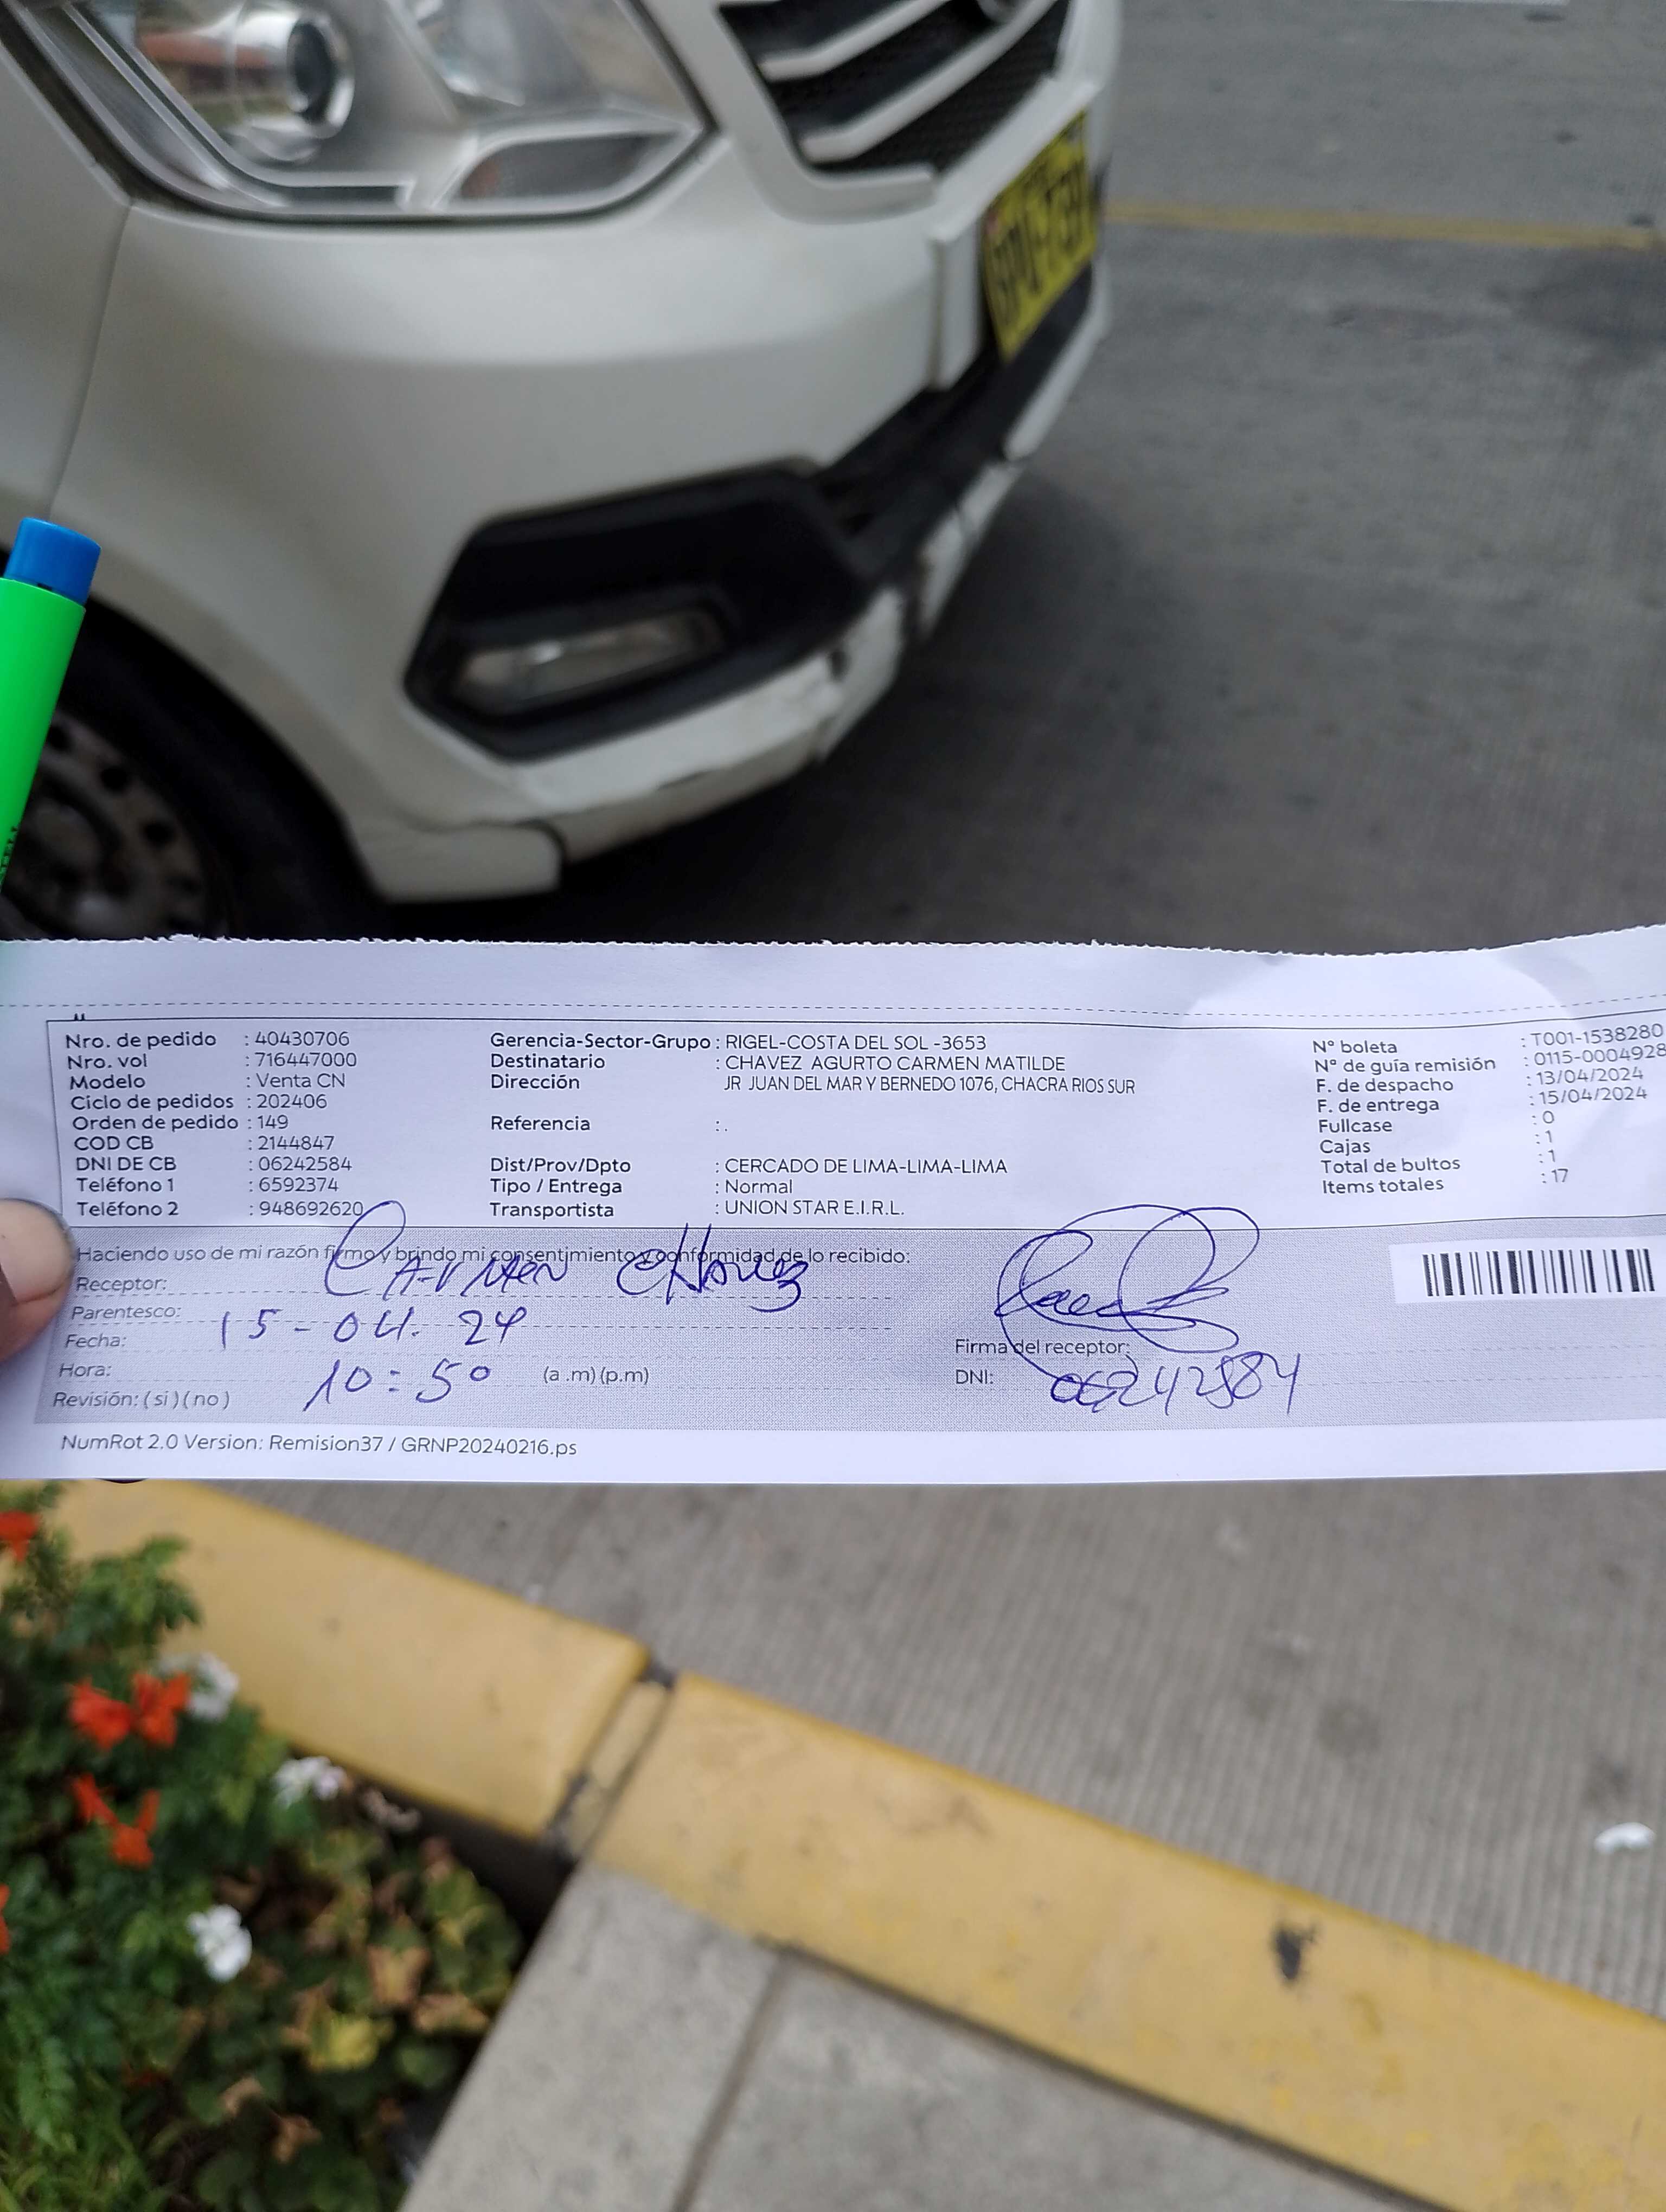 Nro. de pedido : 40430706
Nro. vol : 716447000
Modelo : Venta CN
Ciclo de pedidos : 202406
Orden de pedido : 149
COD CB : 2144847
DNI DE CB : 06242584
Teléfono 1 : 6592374
Teléfono 2 : 948692620
Gerencia-Sector-Grupo : RIGEL-COSTA DEL SOL -3653
Destinatario : CHAVEZ AGURTO CARMEN MATILDE
Dirección JR JUAN DEL MAR Y BERNEDO 1076, CHACRA RIOS SUR
Referencia : .
Dist/Prov/Dpto : CERCADO DE LIMA-LIMA-LIMA
Tipo / Entrega : Normal
Transportista : UNION STAR E.I.R.L.
N° boleta : T001-1538280
N° de guía remisión : 0115-0004928
F. de despacho : 13/04/2024
F. de entrega : 15/04/2024
Fullcase : 0
Cajas : 1
Total de bultos : 1
Items totales : 17
Haciendo uso de mi razón firmo y brindo mi consentimiento y conformidad de lo recibido:
Receptor: Carmen Chavez
Parentesco:
Fecha: 15-04-24
Hora: 10:50 (a .m) (p.m)
Revisión: ( si ) ( no )
Firma del receptor:
DNI: 06242584
NumRot 2.0 Version: Remision37 / GRNP20240216.ps